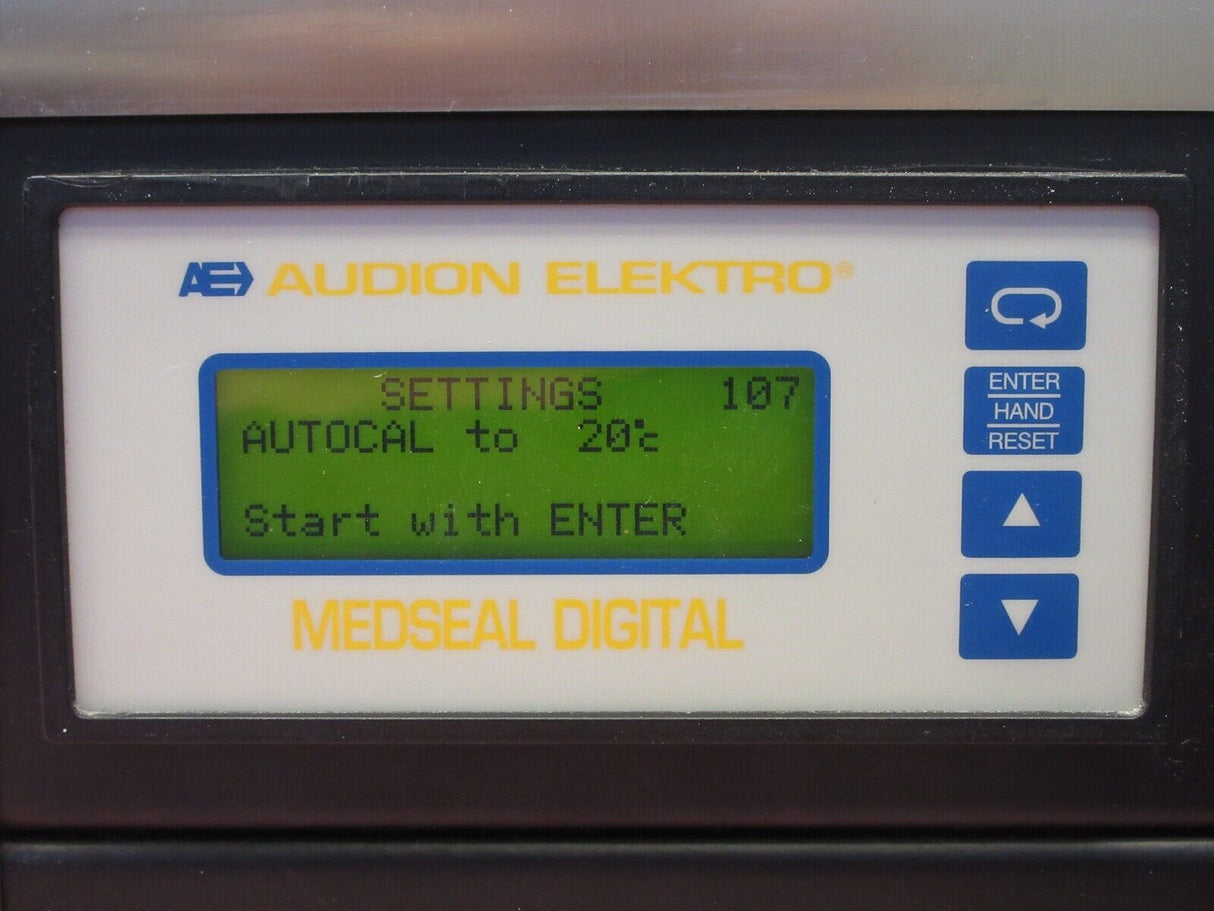 AE AUDION ELEKTRO®
SETTINGS 107
AUTOCAL to 20℃
Start with ENTER
MEDSEAL DIGITAL
ENTER
HAND
RESET